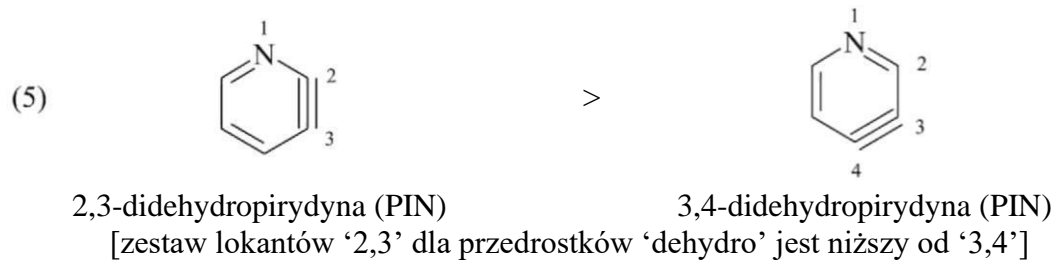 1
N
2
3
(5)
>
1
N
2
3
4
2,3-didehydropirydyna (PIN)
3,4-didehydropirydyna (PIN)
[zestaw lokantów ‘2,3’ dla przedrostków ‘dehydro’ jest niższy od ‘3,4’]